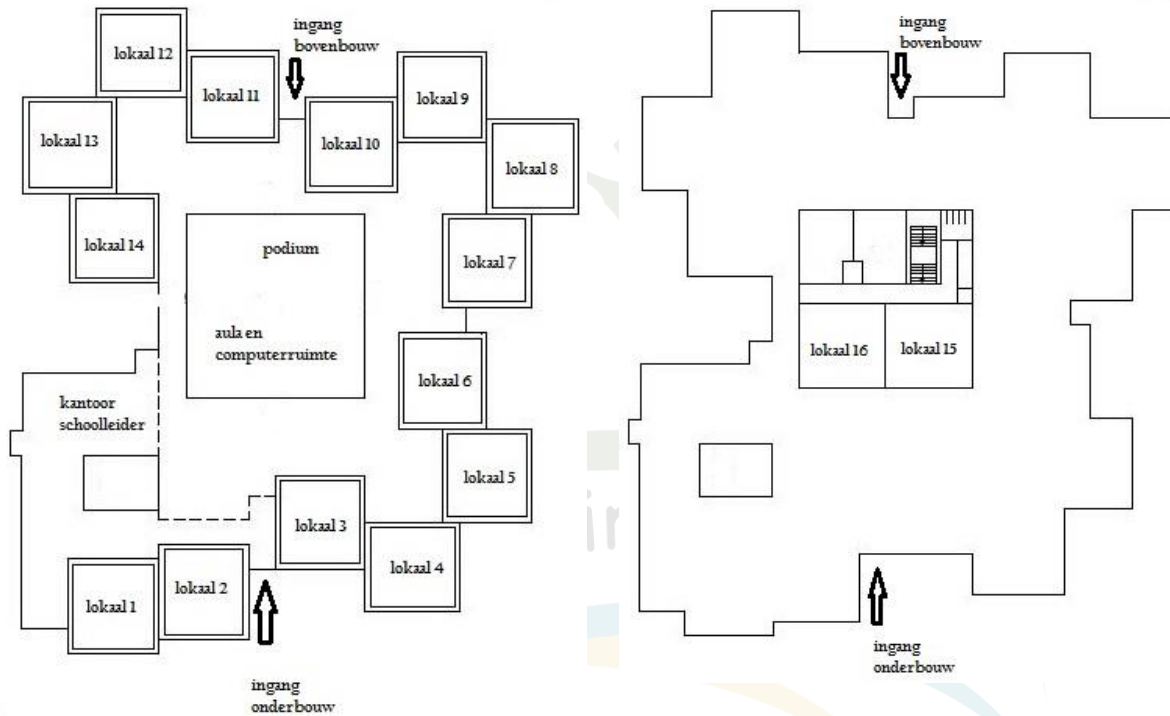 ingang
bovenbouw
lokaal 12
lokaal 11
lokaal 9
lokaal 13
lokaal 10
lokaal 8
lokaal 14
podium
lokaal 7
aula en
computerruimte
lokaal 6
kantoor
schoolleider
lokaal 5
lokaal 3
lokaal 4
lokaal 2
lokaal 1
ingang
onderbouw
ingang
bovenbouw
lokaal 16
lokaal 15
ingang
onderbouw